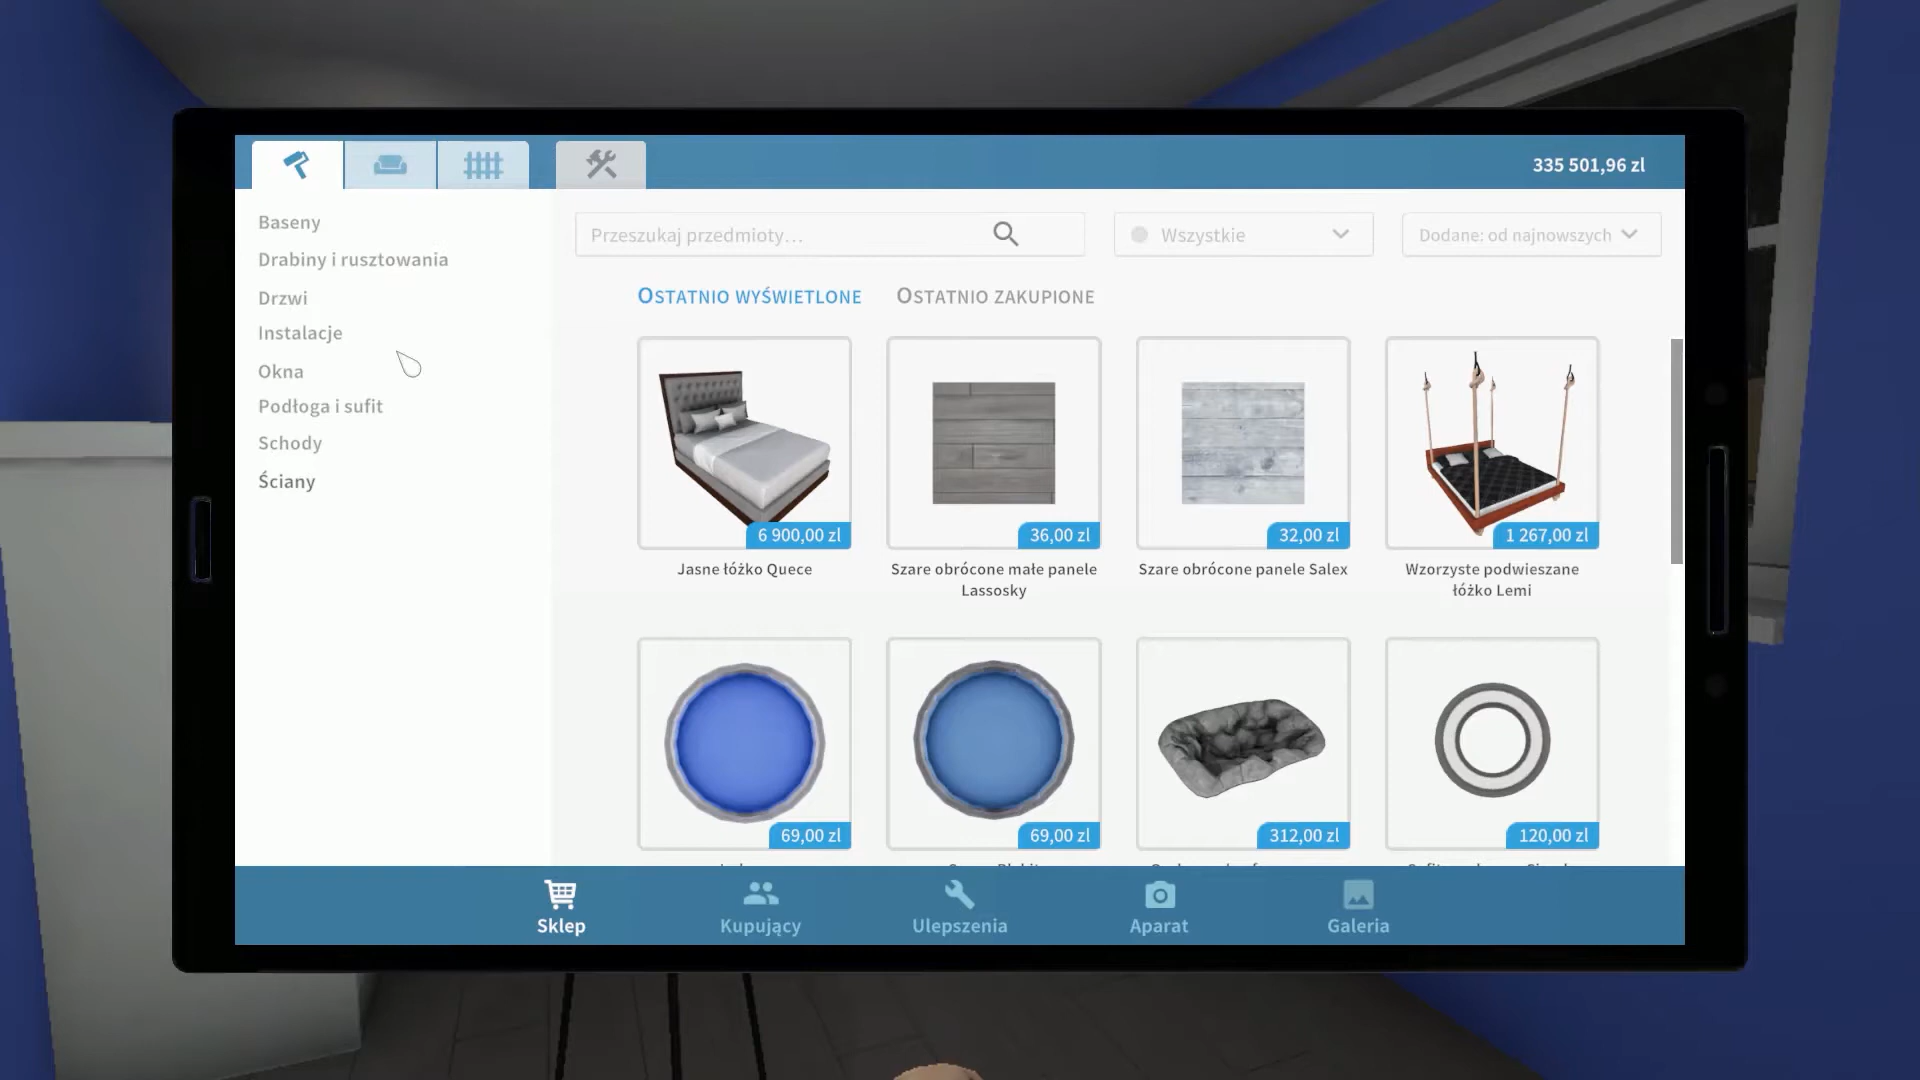 335 501,96 zl
Baseny
Drabiny i rusztowania
Drzwi
Instalacje
Okna
Podłoga i sufit
Schody
Ściany
Przeszukaj przedmioty...
Wszystkie
Dodane: od najnowszych
OSTATNIO WYŚWIETLONE
OSTATNIO ZAKUPIONE
6 900,00 zl
36,00 zl
32,00 zl
1 267,00 zl
Jasne łóżko Quece
Szare obrócone małe panele
Lassosky
Szare obrócone panele Salex
Wzorzyste podwieszane
łóżko Lemi
69,00 zl
69,00 zl
312,00 zl
120,00 zl
Sklep
Kupujący
Ulepszenia
Aparat
Galeria